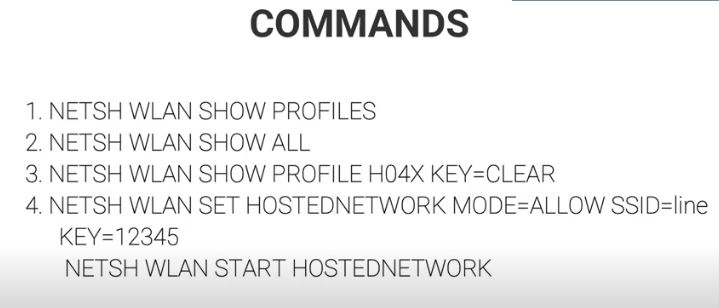 COMMANDS
1. NETSH WLAN SHOW PROFILES
2. NETSH WLAN SHOW ALL
3. NETSH WLAN SHOW PROFILE H04X KEY=CLEAR
4. NETSH WLAN SET HOSTEDNETWORK MODE=ALLOW SSID=line
KEY=12345
NETSH WLAN START HOSTEDNETWORK